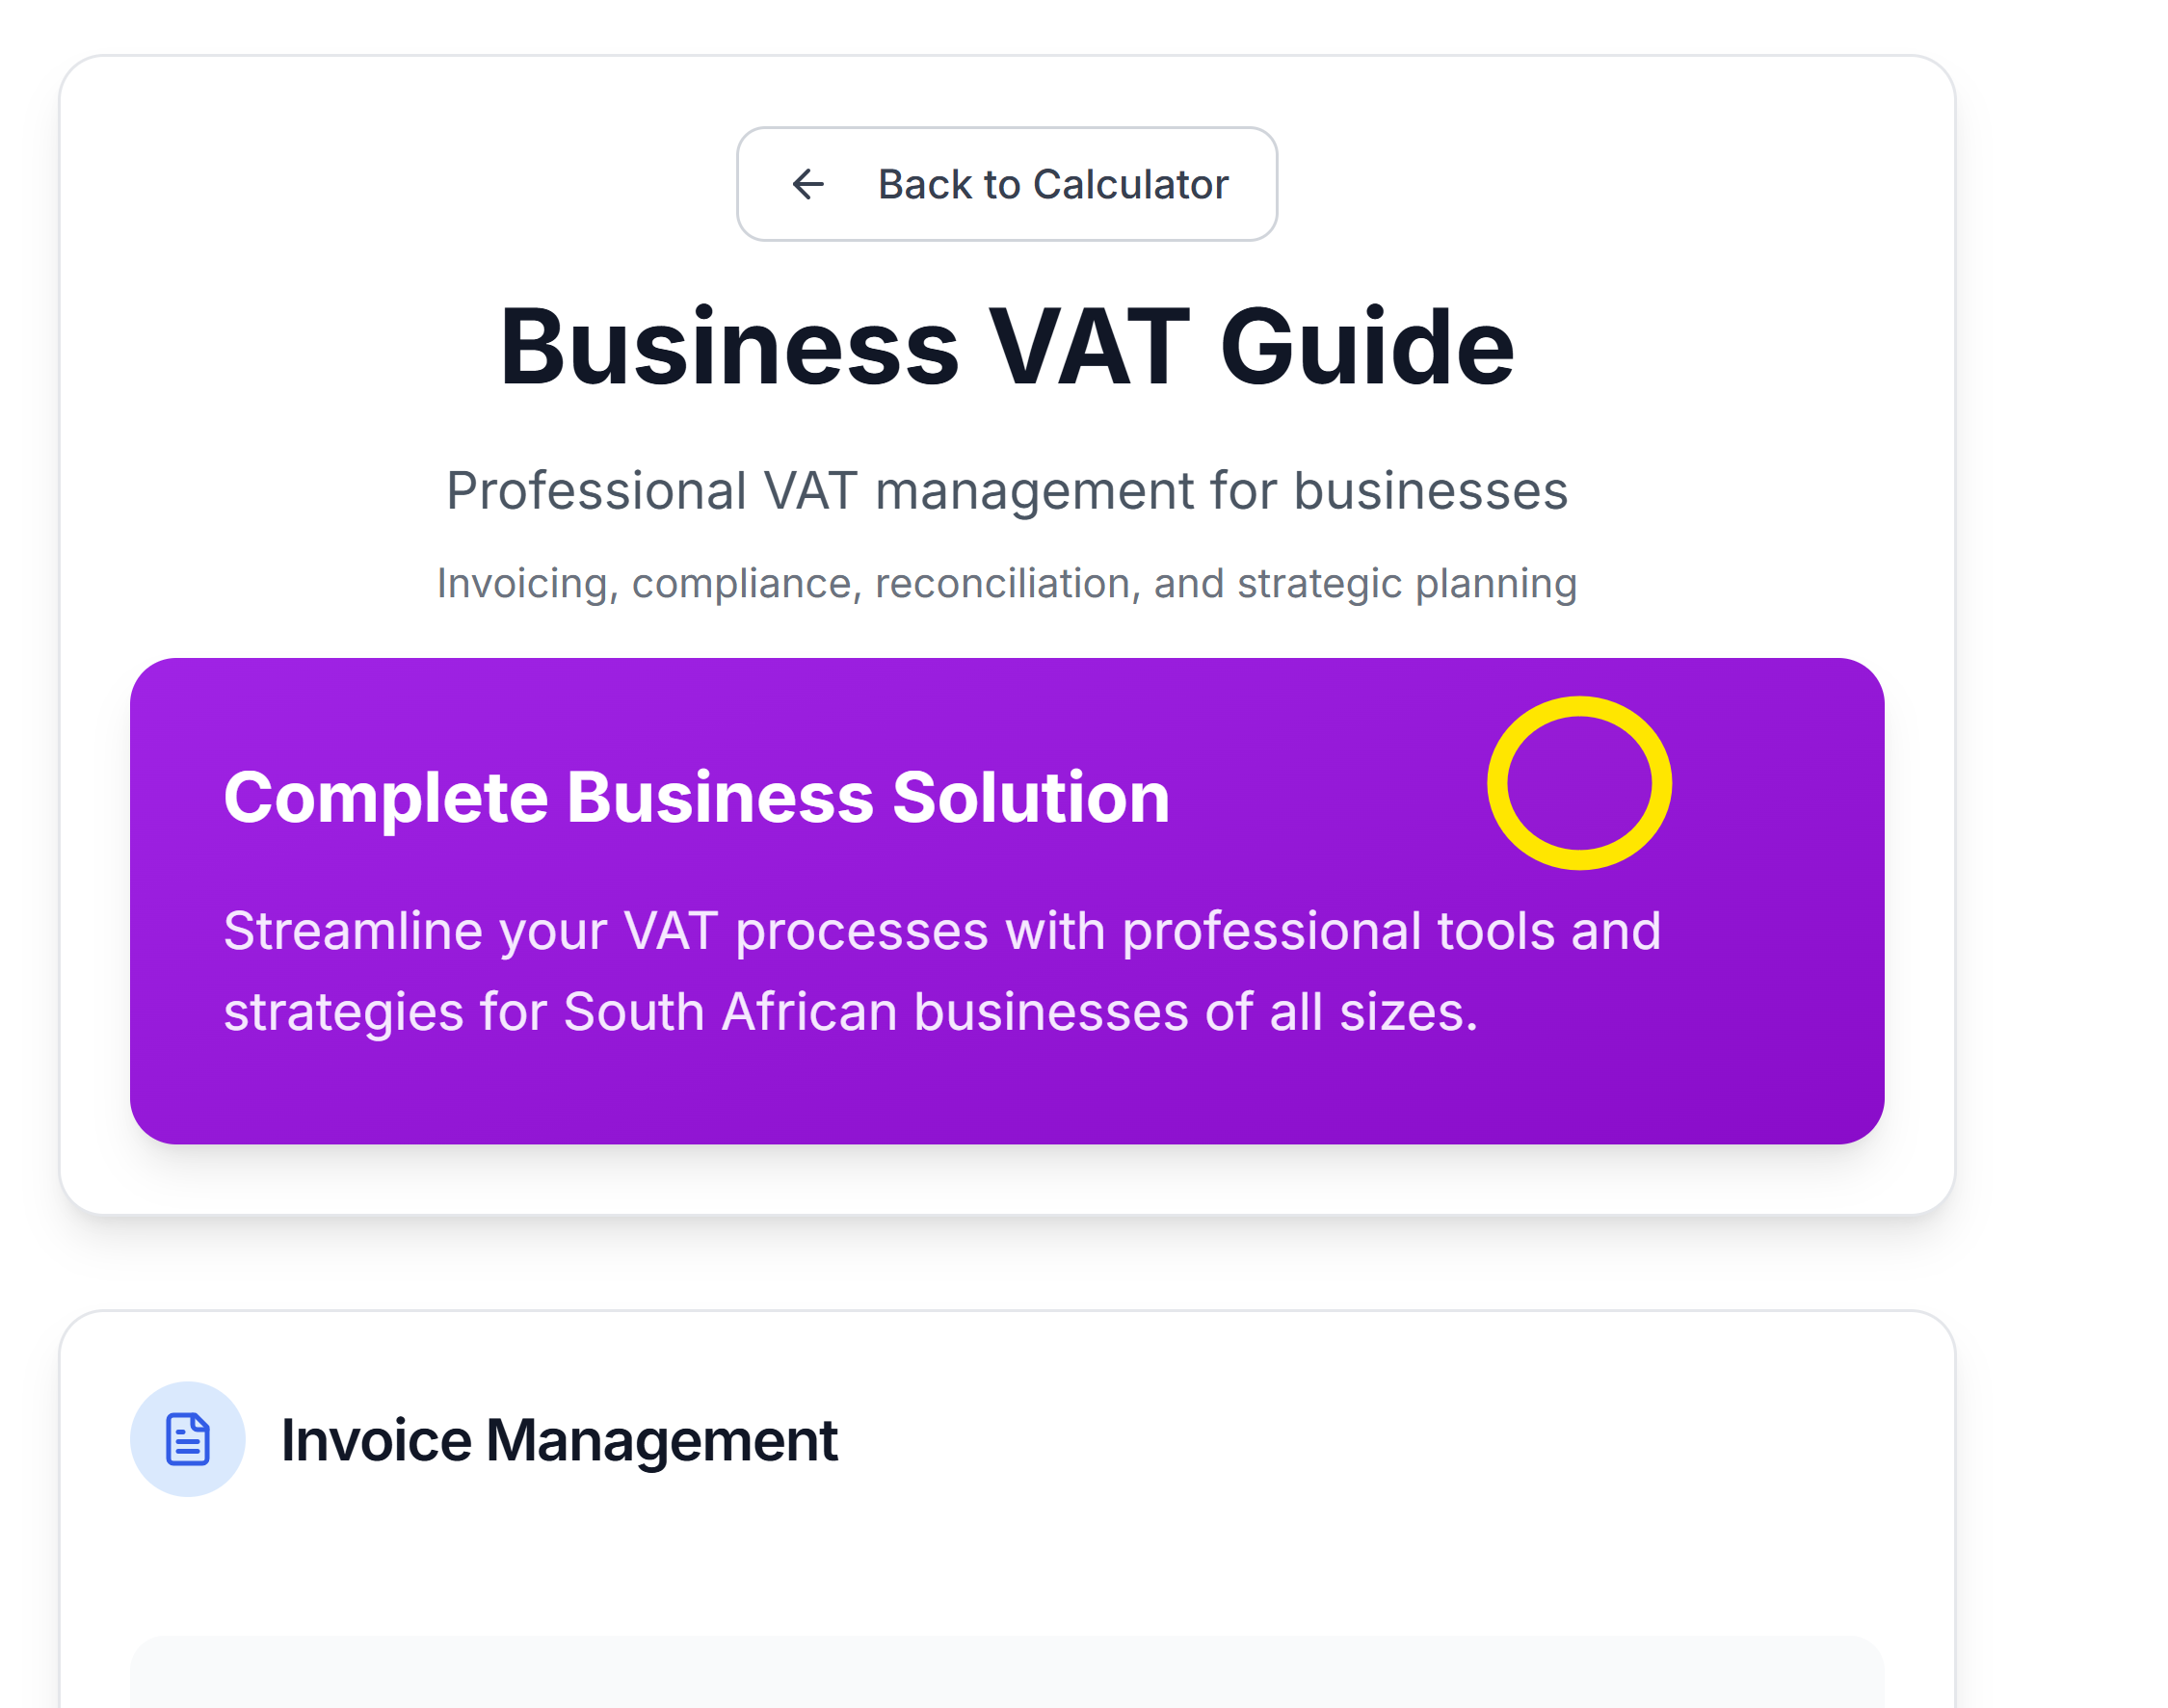 Back to Calculator
Business VAT Guide
Professional VAT management for businesses
Invoicing, compliance, reconciliation, and strategic planning
Complete Business Solution
Streamline your VAT processes with professional tools and
strategies for South African businesses of all sizes.
Invoice Management